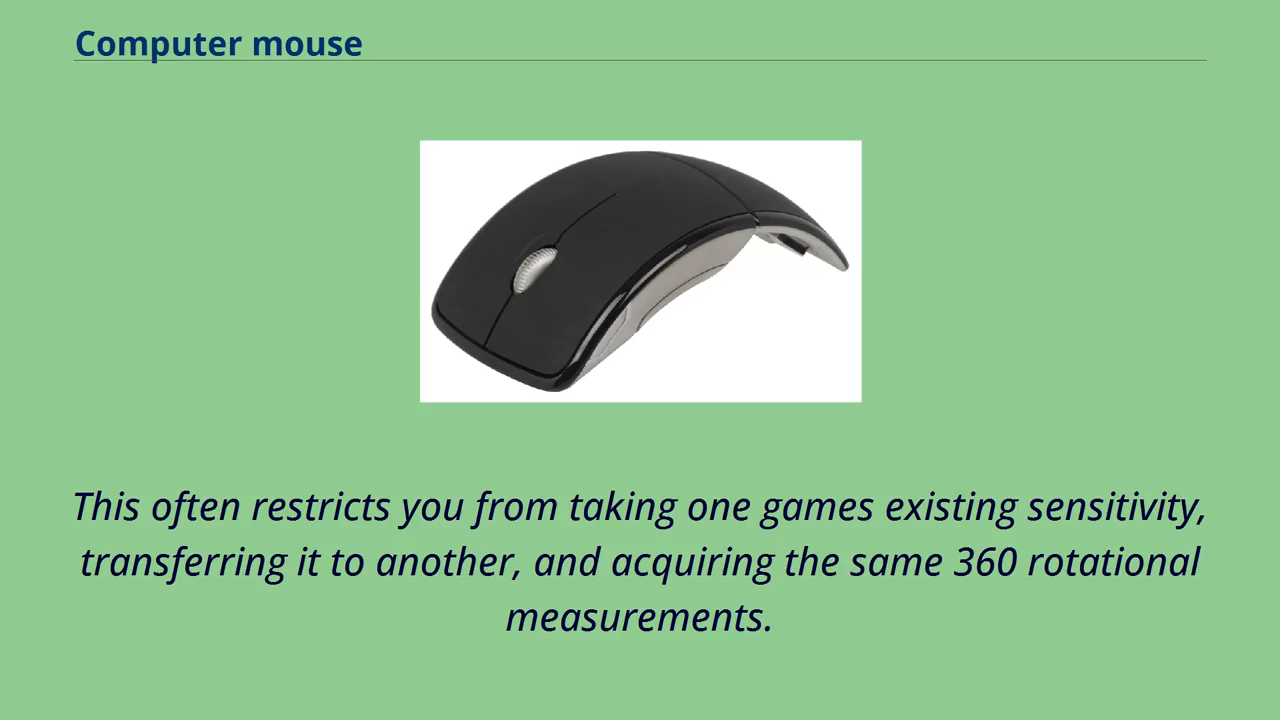 Computer mouse
This often restricts you from taking one games existing sensitivity,
transferring it to another, and acquiring the same 360 rotational
measurements.